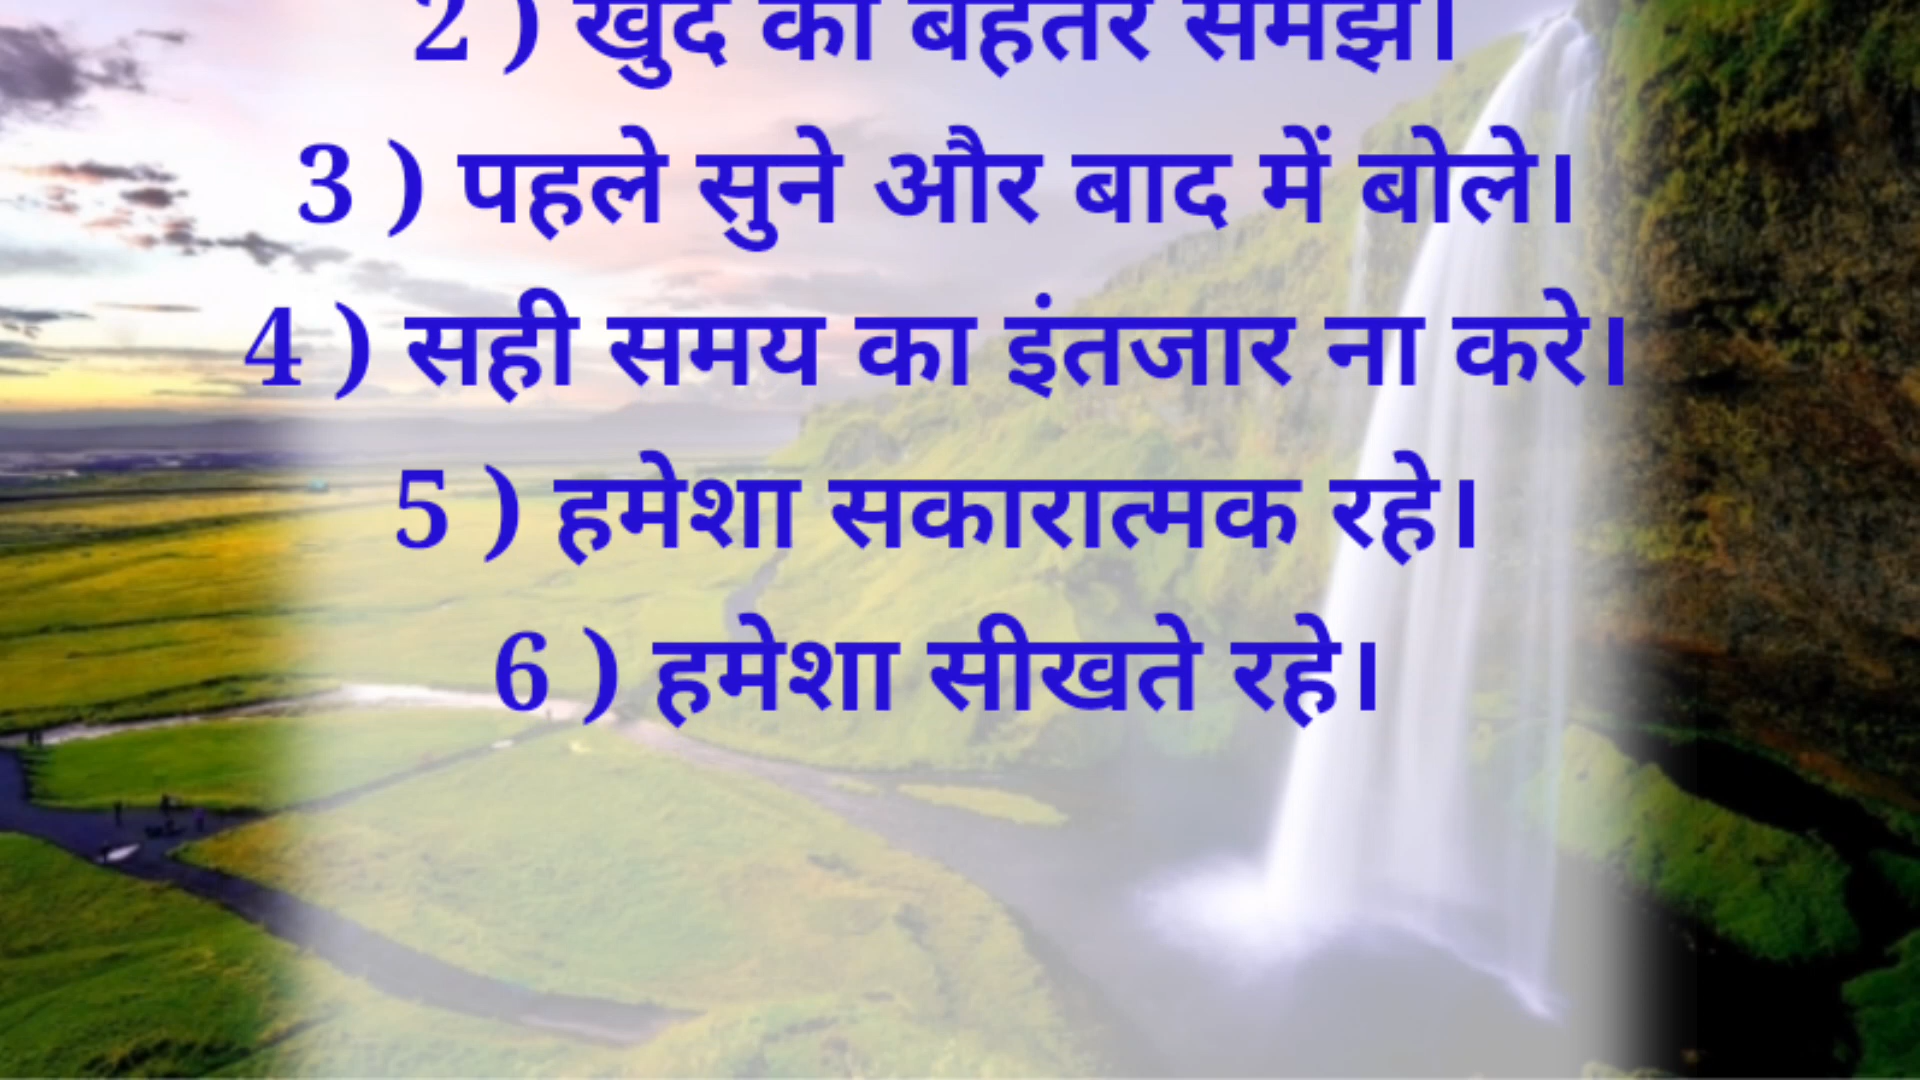 2 ) खुद को बेहतर समझे।
3 ) पहले सुने और बाद में बोले।
4 ) सही समय का इंतजार ना करे।
5 ) हमेशा सकारात्मक रहे।
6 ) हमेशा सीखते रहे।